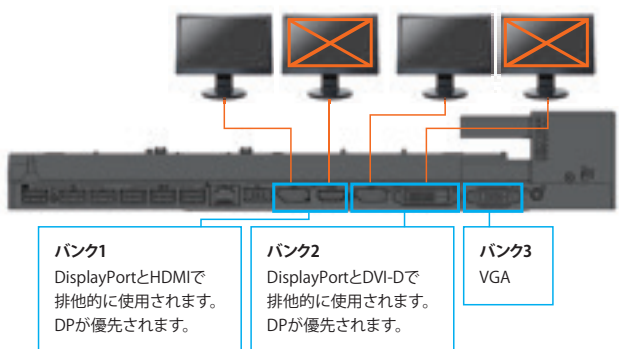 バンク1
DisplayPortとHDMIで
排他的に使用されます。
DPが優先されます。
バンク2
DisplayPortとDVI-Dで
排他的に使用されます。
DPが優先されます。
バンク3
VGA